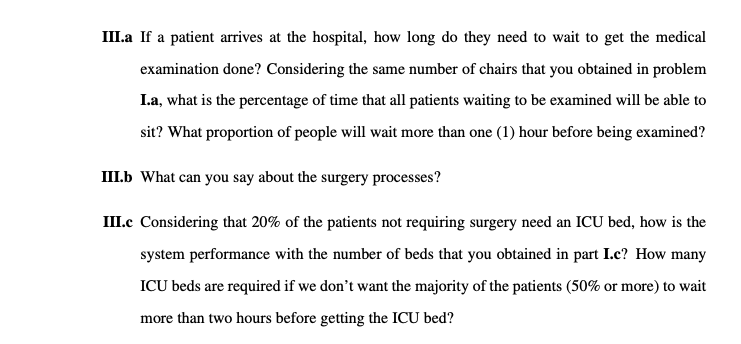 III.a If a patient arrives at the hospital, how long do they need to wait to get the medical
examination done? Considering the same number of chairs that you obtained in problem
I.a, what is the percentage of time that all patients waiting to be examined will be able to
sit? What proportion of people will wait more than one (1) hour before being examined?
III.b What can you say about the surgery processes?
III.c Considering that 20% of the patients not requiring surgery need an ICU bed, how is the
system performance with the number of beds that you obtained in part I.c? How many
ICU beds are required if we don't want the majority of the patients (50% or more) to wait
more than two hours before getting the ICU bed?